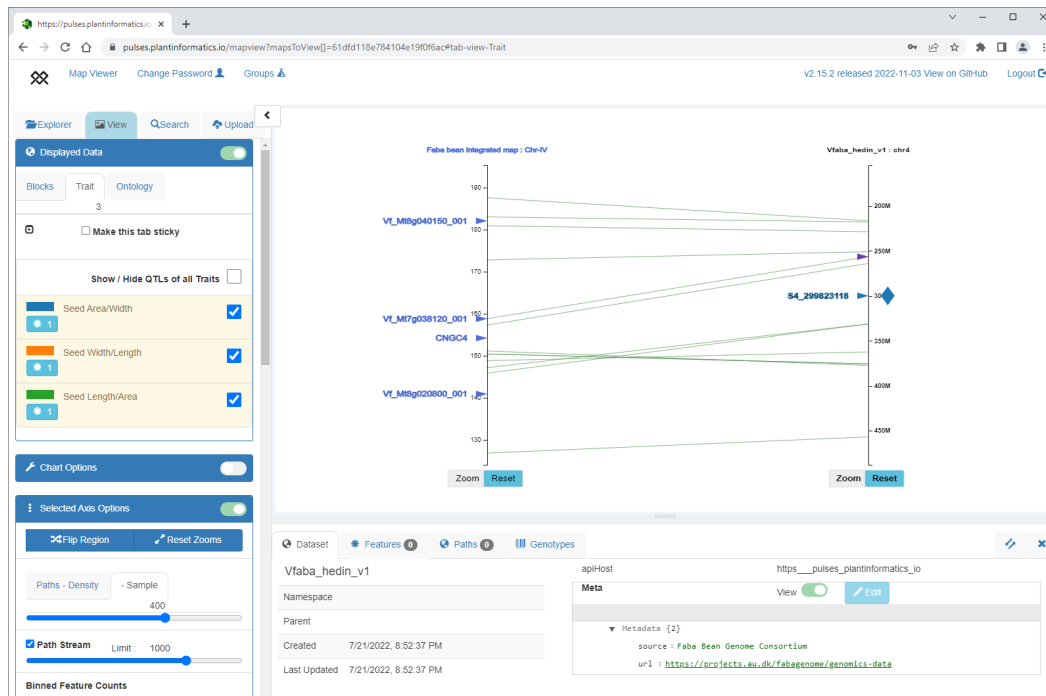 https://pulses.plantinformatics.io
pulses.plantinformatics.io/mapview?mapsToView[]=61dfd118e784104e19f0f6ac#tab-view-Trait
Map Viewer Change Password Groups v2.15.2 released 2022-11-03 View on GitHub Logout
Explorer View Search Upload
Displayed Data
Blocks Trait Ontology
3
Make this tab sticky
Show / Hide QTLs of all Traits
Seed Area/Width
1
Seed Width/Length
1
Seed Length/Area
1
Chart Options
Selected Axis Options
Flip Region Reset Zooms
Paths - Density - Sample
400
Path Stream Limit : 1000
Binned Feature Counts
Faba bean integrated map : Chr-IV
190
Vf_Mt8g040150_001
180
170
160
Vf_Mt7g038120_001
CNGC4
150
Vf_Mt8g020800_001
140
130
Zoom Reset
Vfaba_hedin_v1 : chr4
200M
250M
S4_299823118
300
350M
400M
450M
Zoom Reset
Dataset Features 0 Paths 0 Genotypes
Vfaba_hedin_v1
Namespace
Parent
Created 7/21/2022, 8:52:37 PM
Last Updated 7/21/2022, 8:52:37 PM
apiHost https___pulses_plantinformatics_io
Meta View Edit
Metadata {2}
source : Faba Bean Genome Consortium
url : https://projects.au.dk/fabagenome/genomics-data